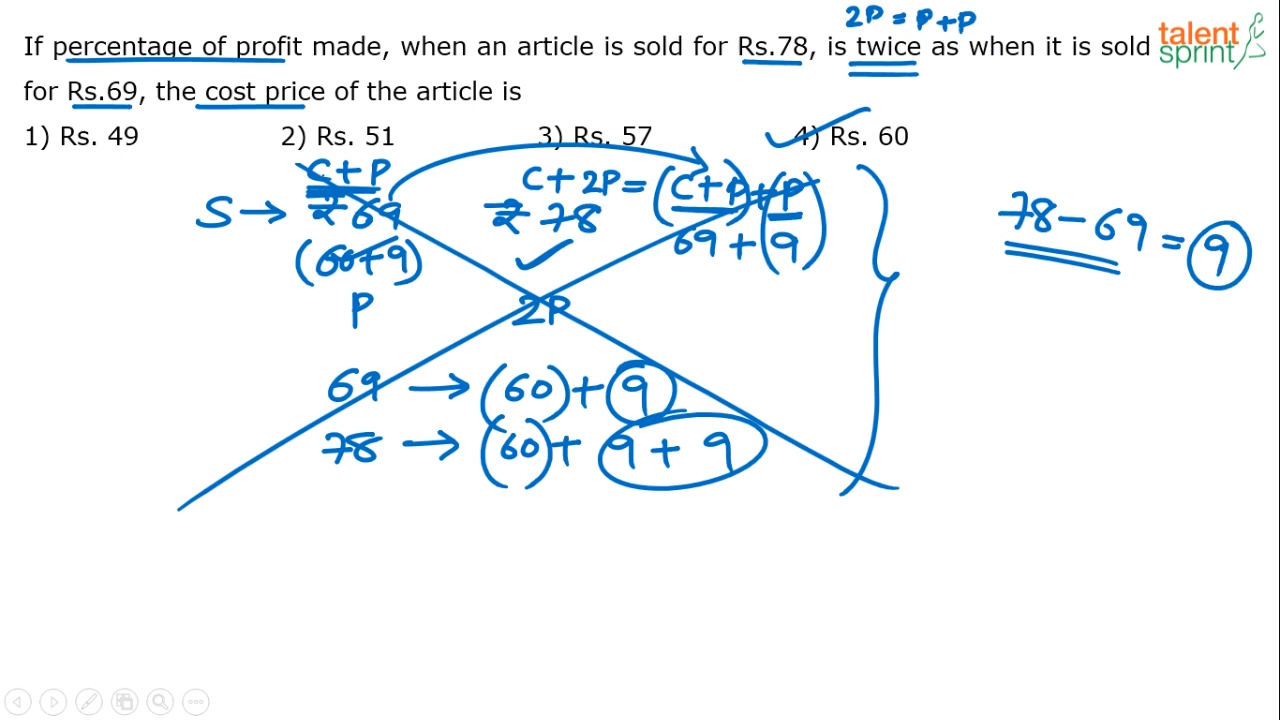 2P = P+P
If percentage of profit made, when an article is sold for Rs.78, is twice as when it is sold
talent
sprint
for Rs.69, the cost price of the article is
1) Rs. 49 2) Rs. 51 3) Rs. 57 4) Rs. 60
C+P C+2P = (C+P)+(P)
S → ₹ 69 ₹ 78 69 + (9) 78 - 69 = 9
(60+9)
P 2P
69 → (60) + 9
78 → (60) + 9 + 9